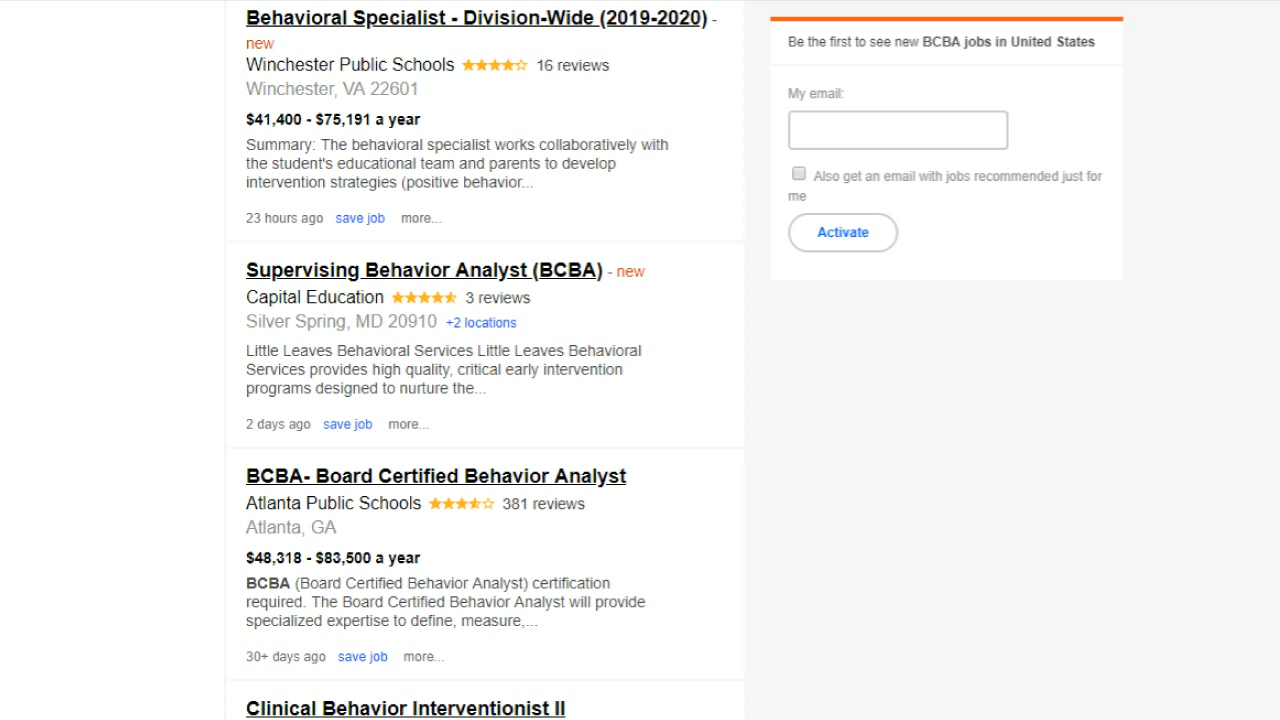 Behavioral Specialist - Division-Wide (2019-2020) -
new
Winchester Public Schools 16 reviews
Winchester, VA 22601
$41,400 - $75,191 a year
Summary: The behavioral specialist works collaboratively with
the student's educational team and parents to develop
intervention strategies (positive behavior...
23 hours ago save job more...
Supervising Behavior Analyst (BCBA) - new
Capital Education 3 reviews
Silver Spring, MD 20910 +2 locations
Little Leaves Behavioral Services Little Leaves Behavioral
Services provides high quality, critical early intervention
programs designed to nurture the...
2 days ago save job more...
BCBA- Board Certified Behavior Analyst
Atlanta Public Schools 381 reviews
Atlanta, GA
$48,318 - $83,500 a year
BCBA (Board Certified Behavior Analyst) certification
required. The Board Certified Behavior Analyst will provide
specialized expertise to define, measure,...
30+ days ago save job more...
Clinical Behavior Interventionist II
Be the first to see new BCBA jobs in United States
My email:
Also get an email with jobs recommended just for
me
Activate